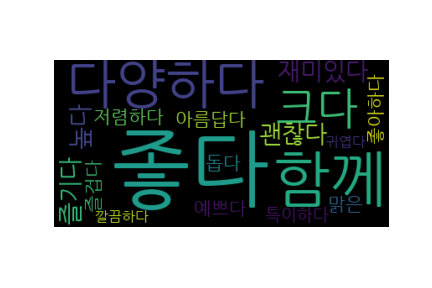 다양하다
재미있다
높다
저렴하다
아름답다
크다
좋아하다
괜찮다
귀엽다
좋다
돕다
함께
즐기다
즐겁다
깔끔하다
예쁘다
특이하다
맑은